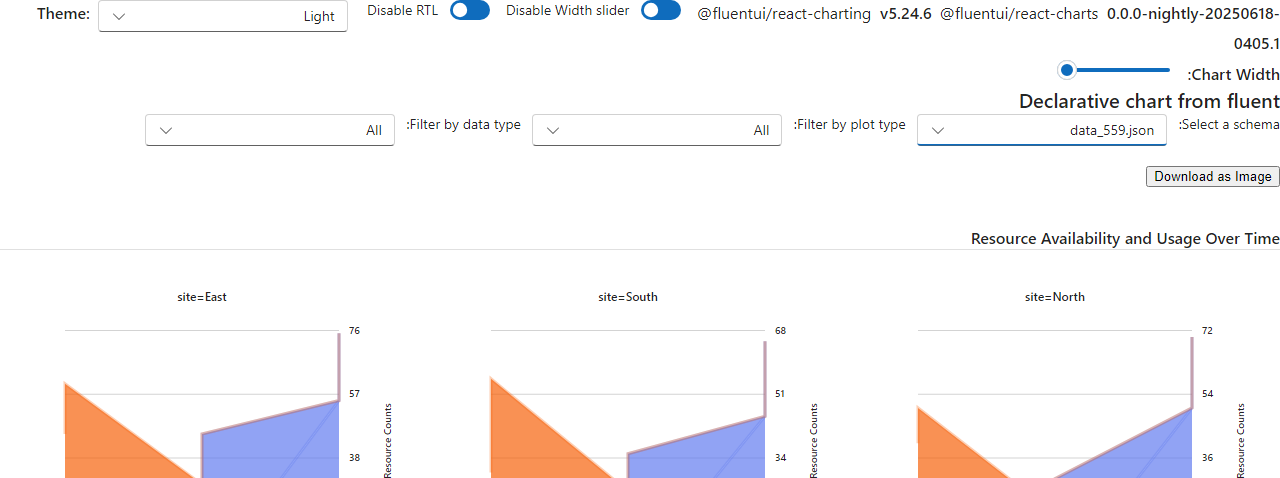 Theme:
Light
Disable RTL
Disable Width slider
@fluentui/react-charting v5.24.6 @fluentui/react-charts 0.0.0-nightly-20250618-
0405.1
:Chart Width
Declarative chart from fluent
:Select a schema
data_559.json
:Filter by plot type
All
:Filter by data type
All
Download as Image
Resource Availability and Usage Over Time
site=East
site=South
site=North
76
57
38
Resource Counts
68
51
34
Resource Counts
72
54
36
Resource Counts